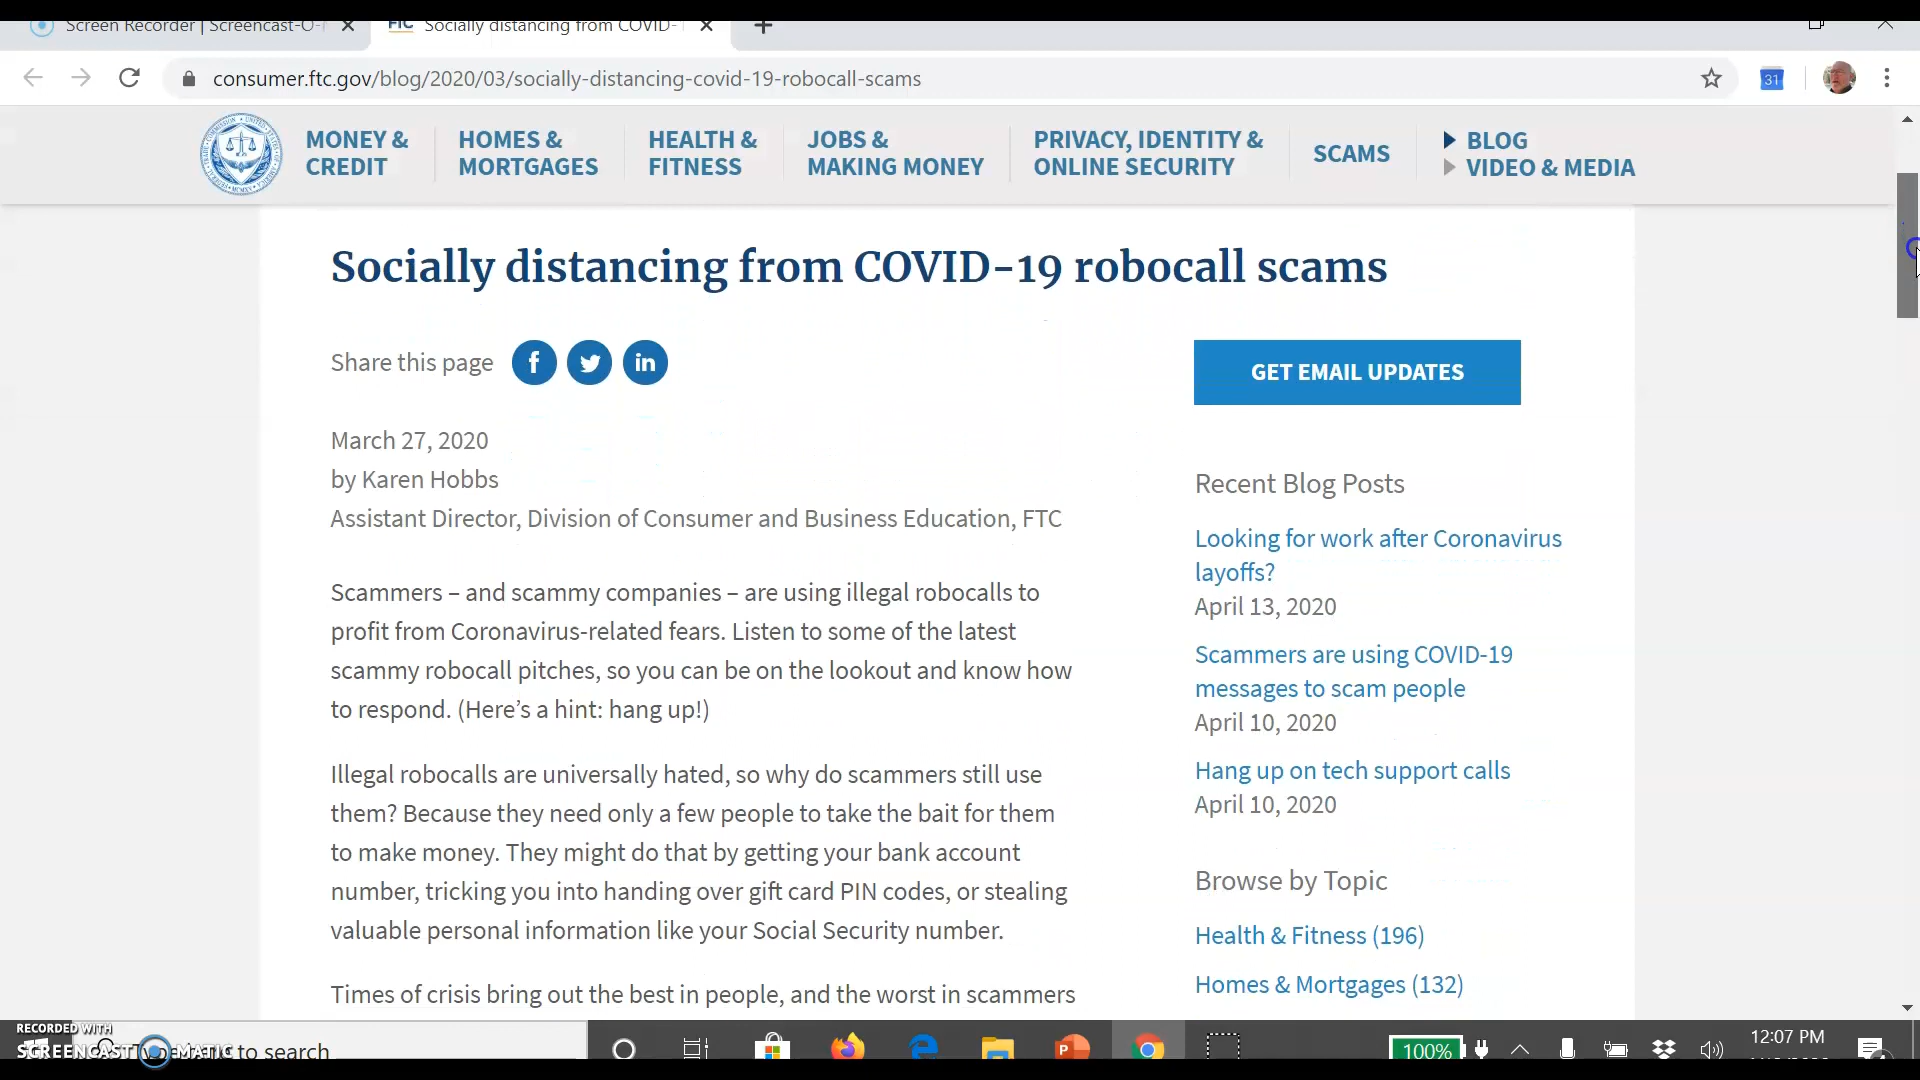 Screen Recorder | Screencast-O-
FTC Socially distancing from COVID-
consumer.ftc.gov/blog/2020/03/socially-distancing-covid-19-robocall-scams
31
MONEY &
CREDIT
HOMES &
MORTGAGES
HEALTH &
FITNESS
JOBS &
MAKING MONEY
PRIVACY, IDENTITY &
ONLINE SECURITY
SCAMS
BLOG
VIDEO & MEDIA
Socially distancing from COVID-19 robocall scams
Share this page
GET EMAIL UPDATES
March 27, 2020
by Karen Hobbs
Assistant Director, Division of Consumer and Business Education, FTC
Scammers – and scammy companies – are using illegal robocalls to
profit from Coronavirus-related fears. Listen to some of the latest
scammy robocall pitches, so you can be on the lookout and know how
to respond. (Here’s a hint: hang up!)
Illegal robocalls are universally hated, so why do scammers still use
them? Because they need only a few people to take the bait for them
to make money. They might do that by getting your bank account
number, tricking you into handing over gift card PIN codes, or stealing
valuable personal information like your Social Security number.
Times of crisis bring out the best in people, and the worst in scammers
Recent Blog Posts
Looking for work after Coronavirus
layoffs?
April 13, 2020
Scammers are using COVID-19
messages to scam people
April 10, 2020
Hang up on tech support calls
April 10, 2020
Browse by Topic
Health & Fitness (196)
Homes & Mortgages (132)
RECORDED WITH
SCREENCAST MATIC
to search
100%
12:07 PM